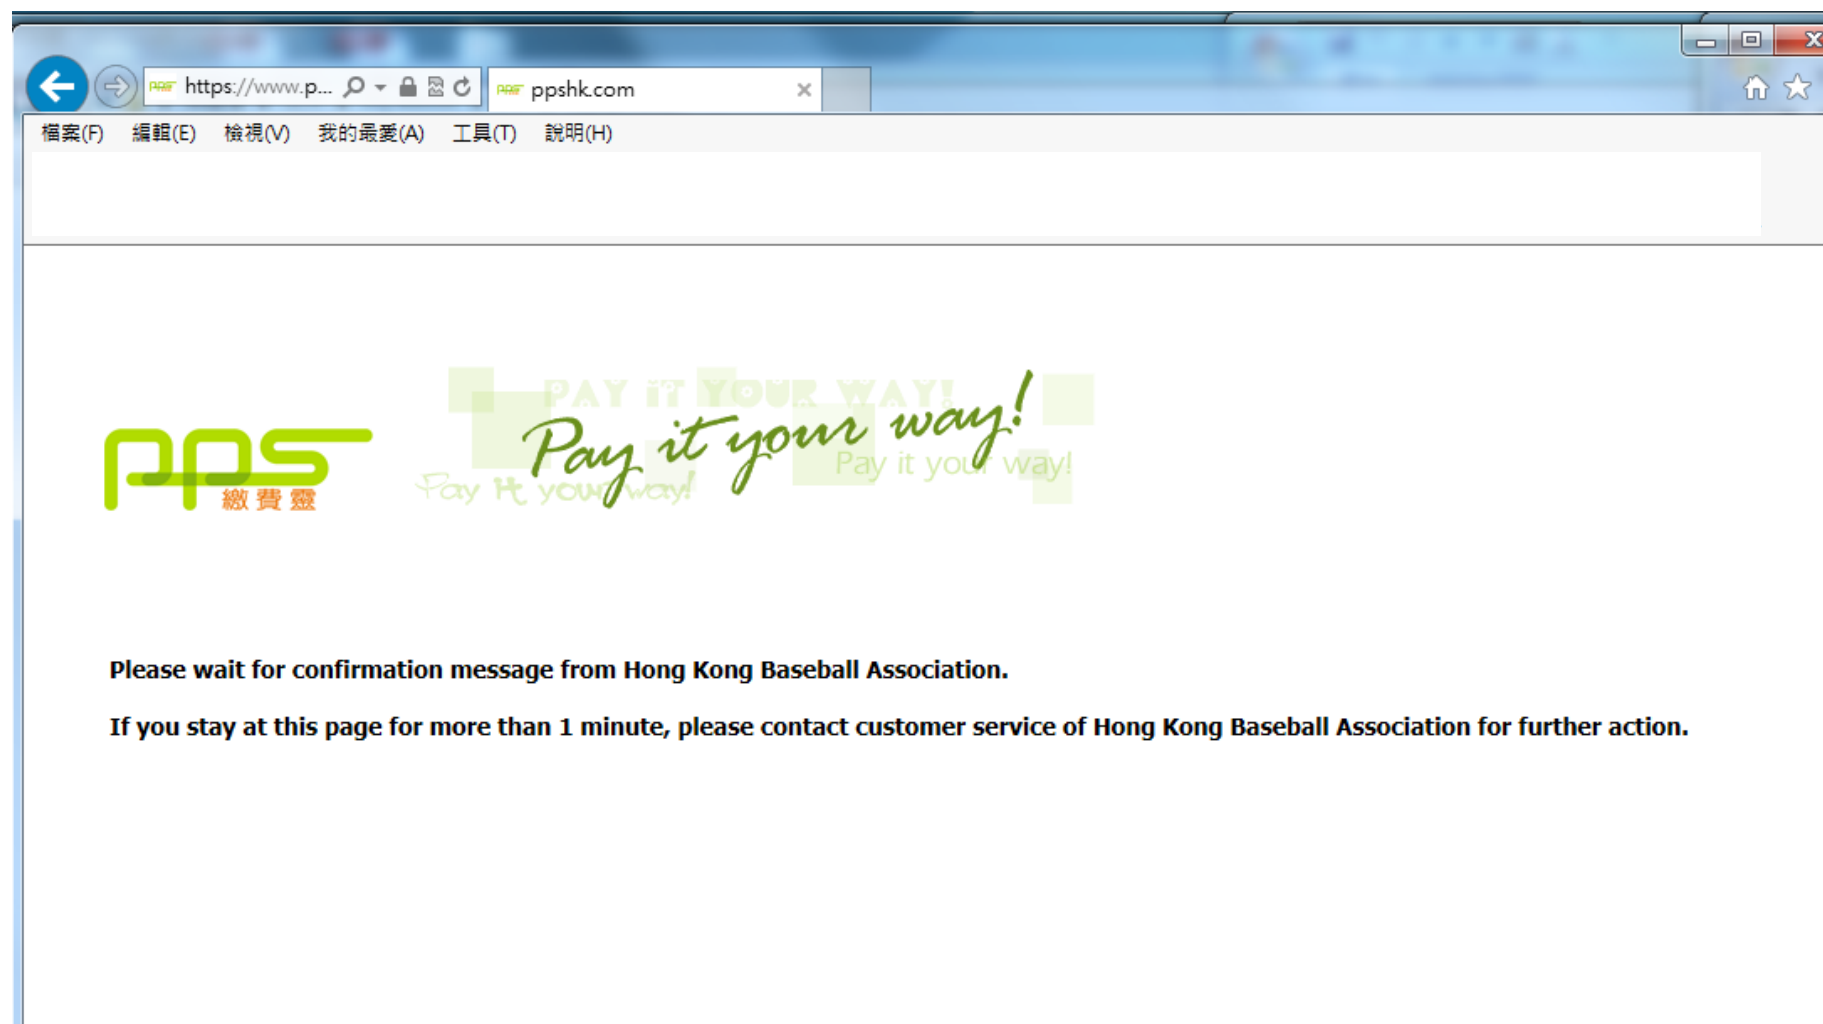 https://www.p...
ppshk.com
檔案(F) 編輯(E) 檢視(V) 我的最愛(A) 工具(T) 說明(H)
PAY iT YOUR WAY!
Pay it your way!
Pay it your way!
Pay it your way!
pps
繳費靈
Please wait for confirmation message from Hong Kong Baseball Association.
If you stay at this page for more than 1 minute, please contact customer service of Hong Kong Baseball Association for further action.